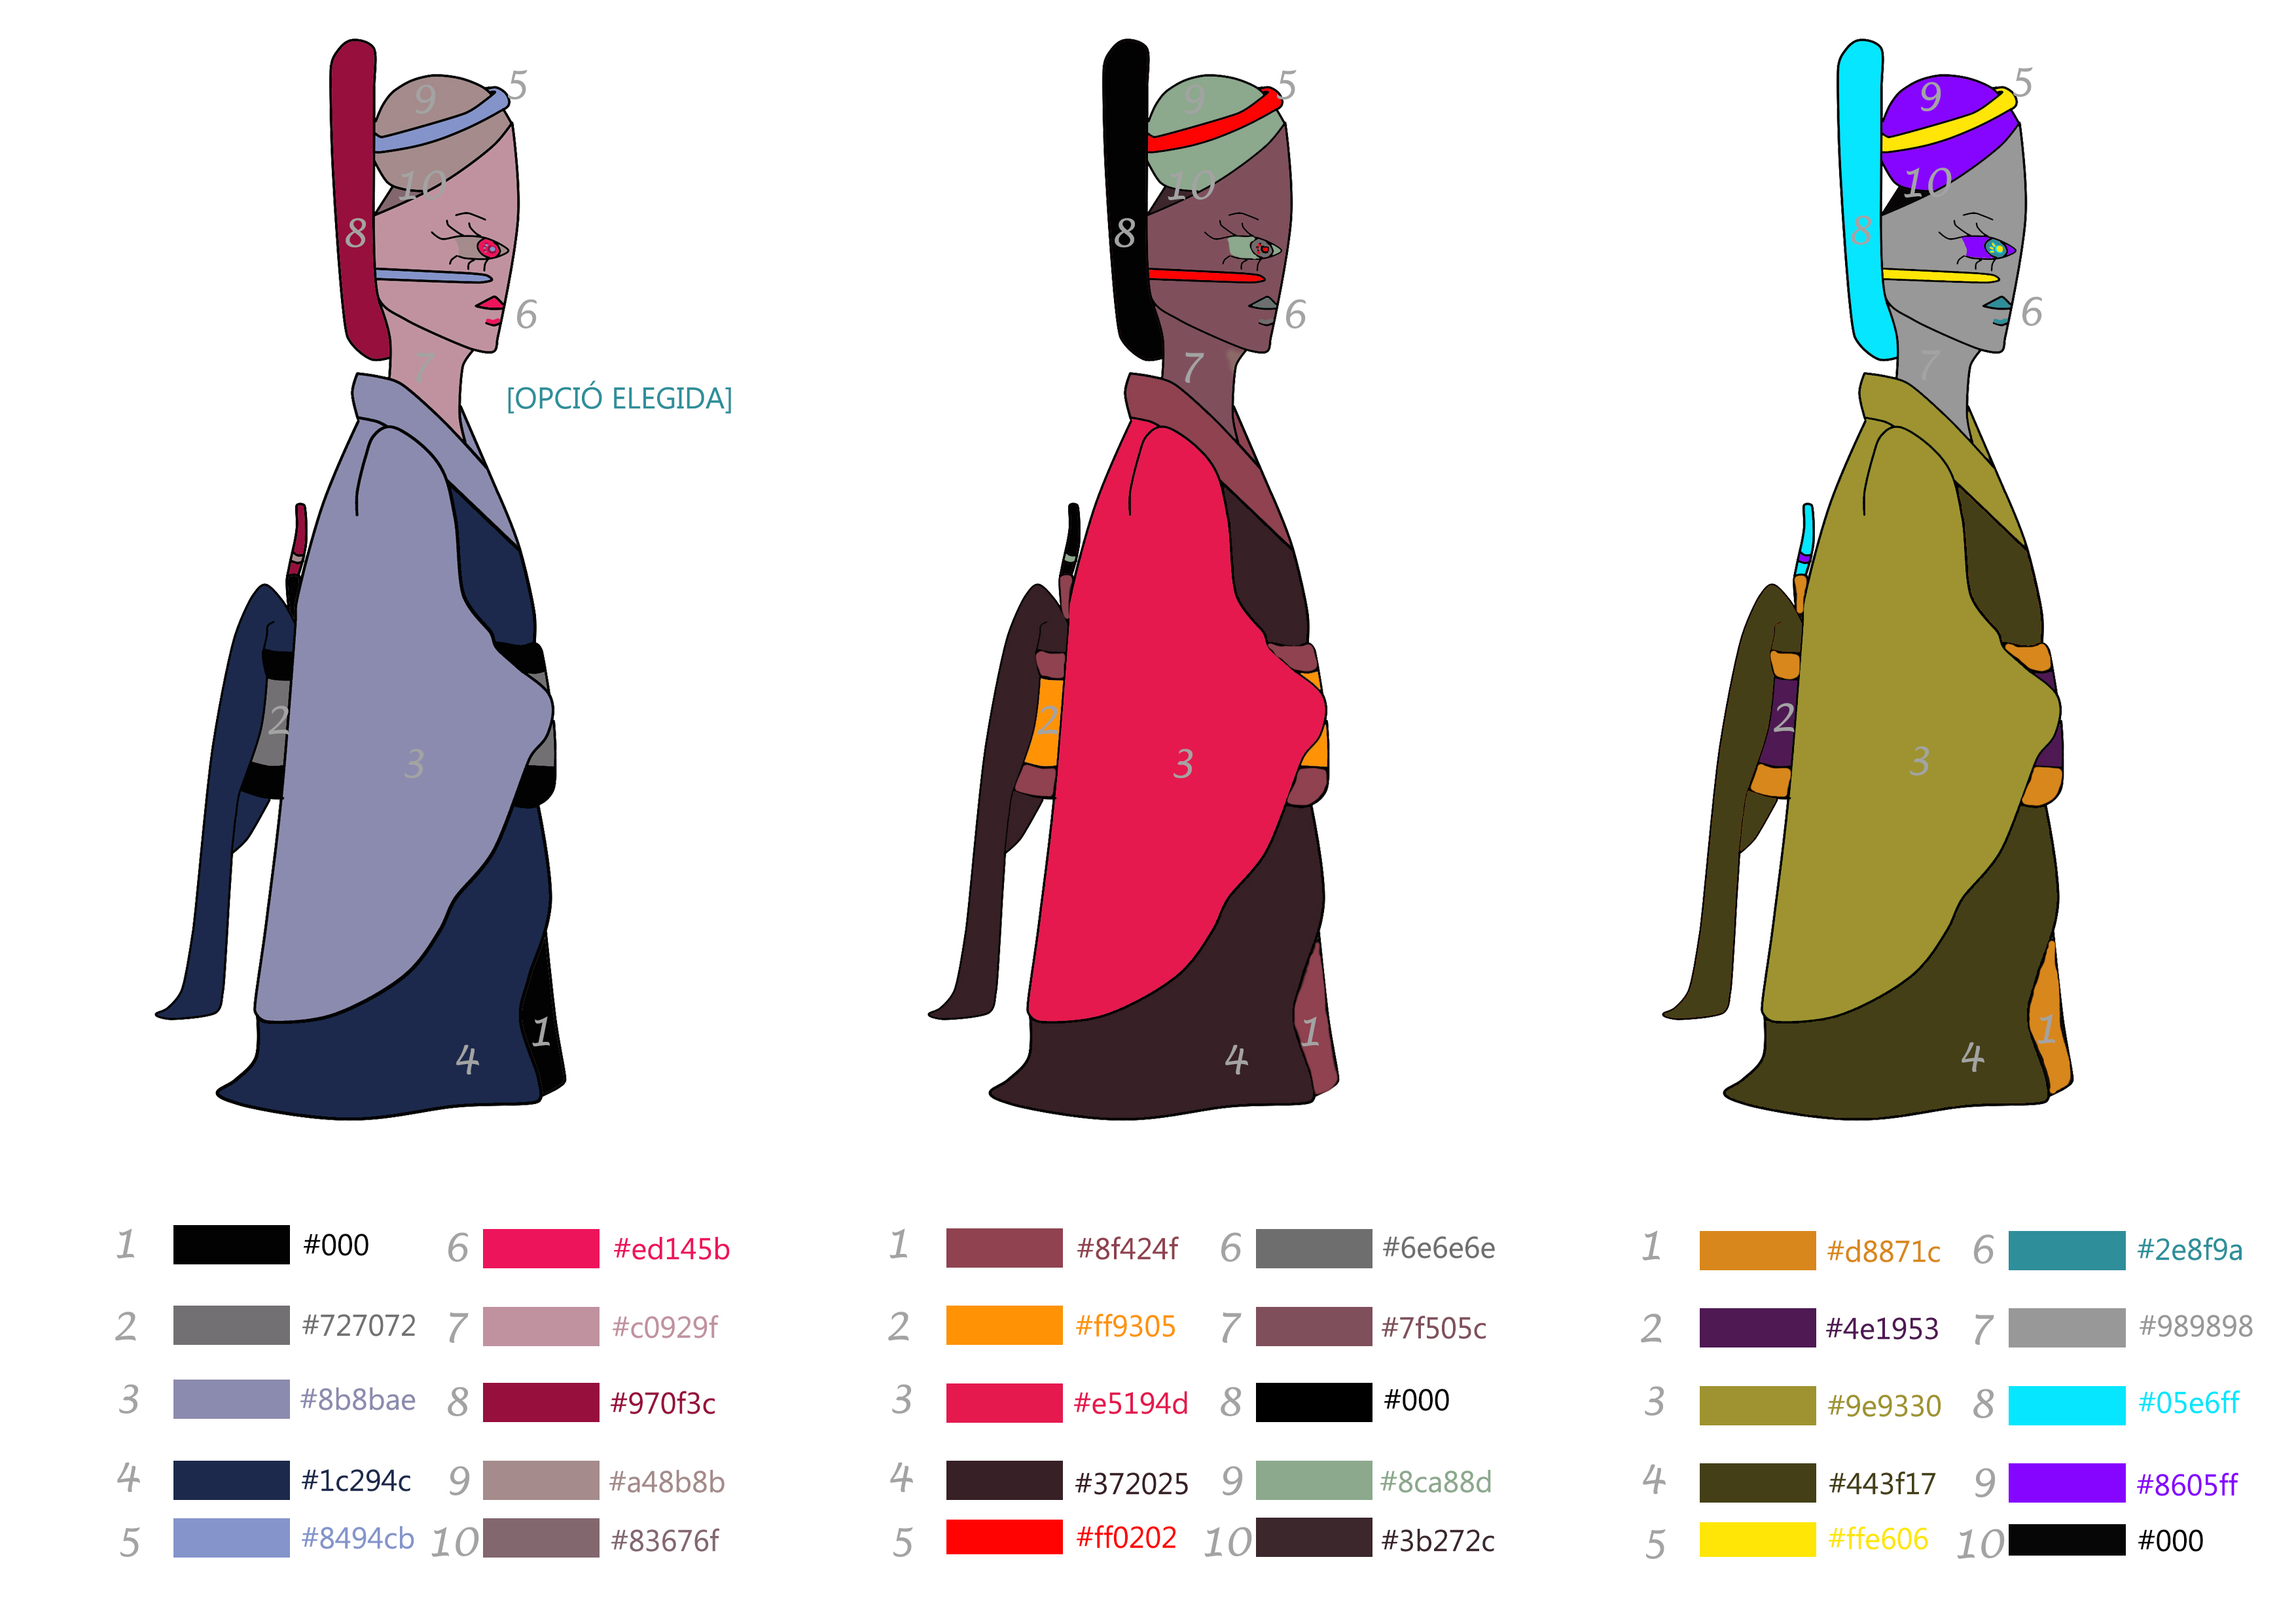 5
9
10
8
6
7
[OPCIÓ ELEGIDA]
2
3
1
4
5
9
10
8
6
7
2
3
1
4
5
9
10
8
6
7
2
3
1
4
1 #000 6 #ed145b
2 #727072 7 #c0929f
3 #8b8bae 8 #970f3c
4 #1c294c 9 #a48b8b
5 #8494cb 10 #83676f
1 #8f424f 6 #6e6e6e
2 #ff9305 7 #7f505c
3 #e5194d 8 #000
4 #372025 9 #8ca88d
5 #ff0202 10 #3b272c
1 #d8871c 6 #2e8f9a
2 #4e1953 7 #989898
3 #9e9330 8 #05e6ff
4 #443f17 9 #8605ff
5 #ffe606 10 #000